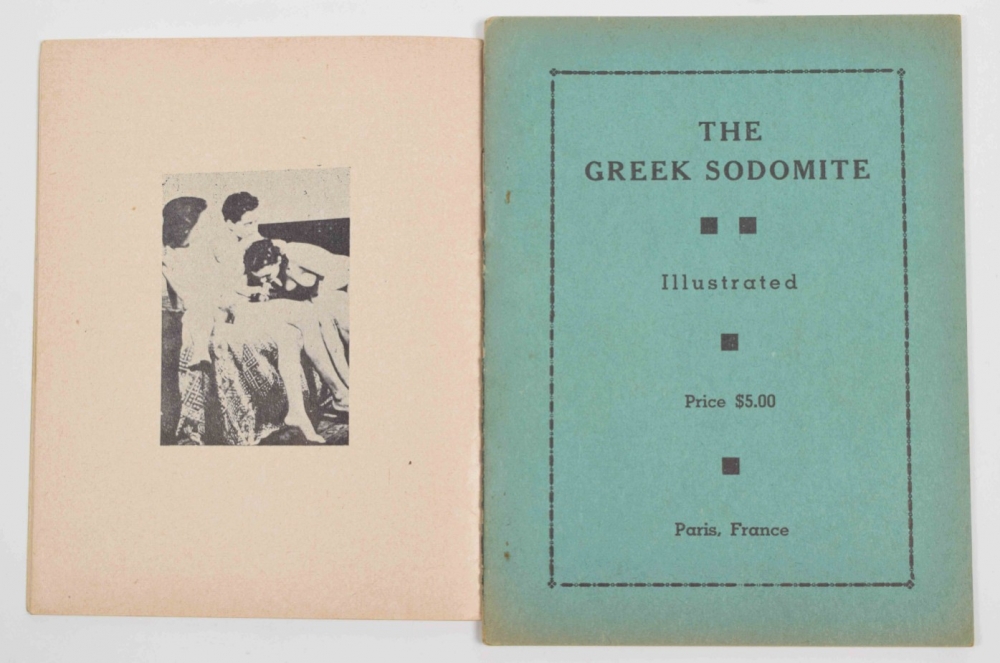 THE
GREEK SODOMITE
Illustrated
Price $5.00
Paris, France